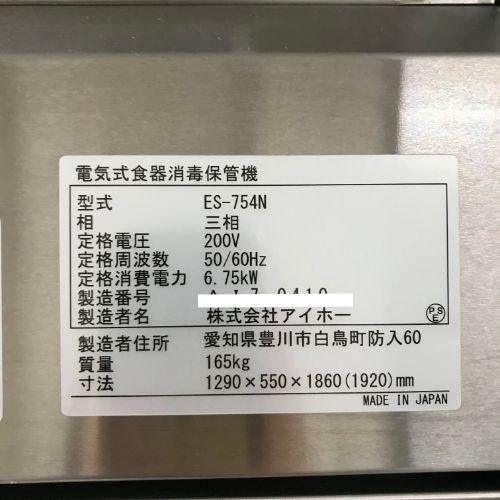 電気式食器消毒保管機
型式 ES-754N
相 三相
定格電圧 200V
定格周波数 50/60Hz
定格消費電力 6.75kW
製造番号
製造者名 株式会社アイホー
PSE
製造者住所 愛知県豊川市白鳥町防入60
質量 165kg
寸法 1290×550×1860(1920)mm
MADE IN JAPAN